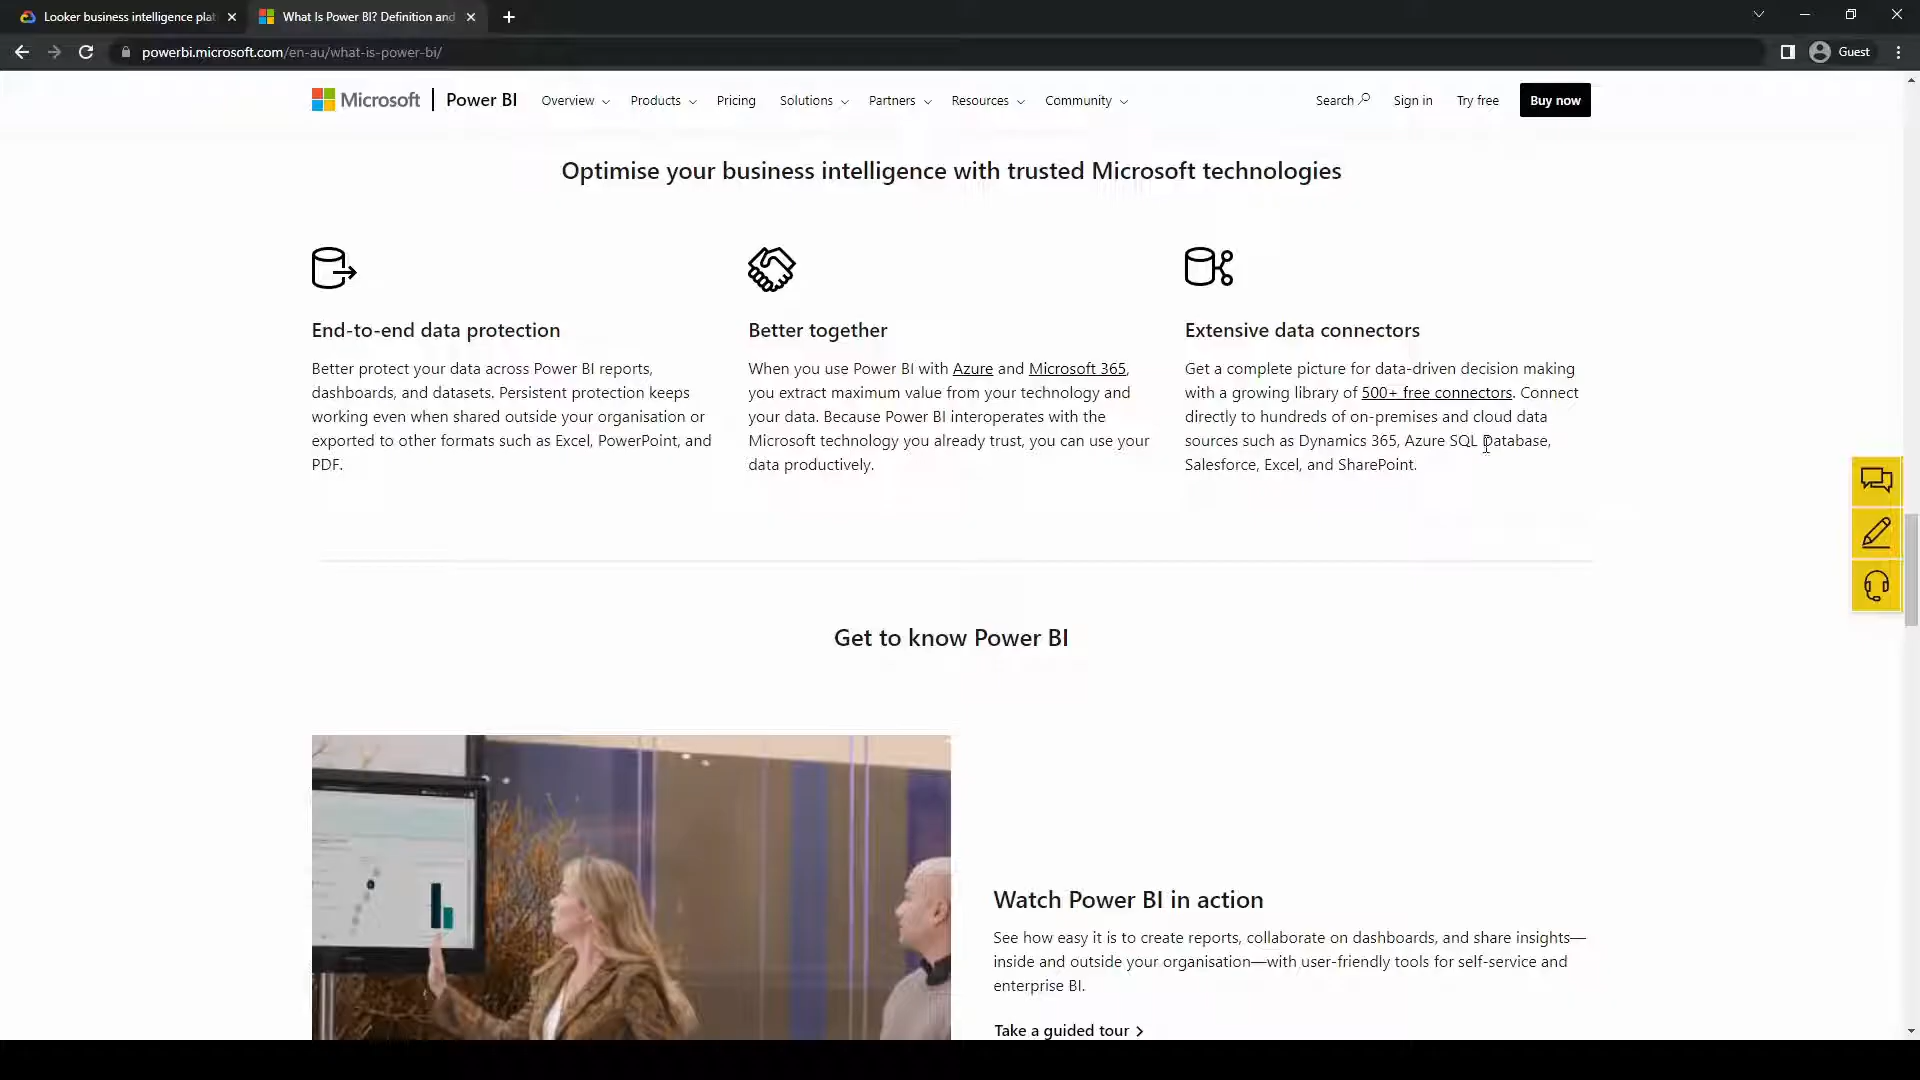 Looker business intelligence pla
What Is Power BI? Definition and
powerbi.microsoft.com/en-au/what-is-power-bi/
Guest
Microsoft
Power BI
Overview
Products
Pricing
Solutions
Partners
Resources
Community
Search
Sign in
Try free
Buy now
Optimise your business intelligence with trusted Microsoft technologies
End-to-end data protection
Better protect your data across Power BI reports,
dashboards, and datasets. Persistent protection keeps
working even when shared outside your organisation or
exported to other formats such as Excel, PowerPoint, and
PDF.
Better together
When you use Power BI with Azure and Microsoft 365,
you extract maximum value from your technology and
your data. Because Power BI interoperates with the
Microsoft technology you already trust, you can use your
data productively.
Extensive data connectors
Get a complete picture for data-driven decision making
with a growing library of 500+ free connectors. Connect
directly to hundreds of on-premises and cloud data
sources such as Dynamics 365, Azure SQL Database,
Salesforce, Excel, and SharePoint.
Get to know Power BI
Watch Power BI in action
See how easy it is to create reports, collaborate on dashboards, and share insights—
inside and outside your organisation—with user-friendly tools for self-service and
enterprise BI.
Take a guided tour